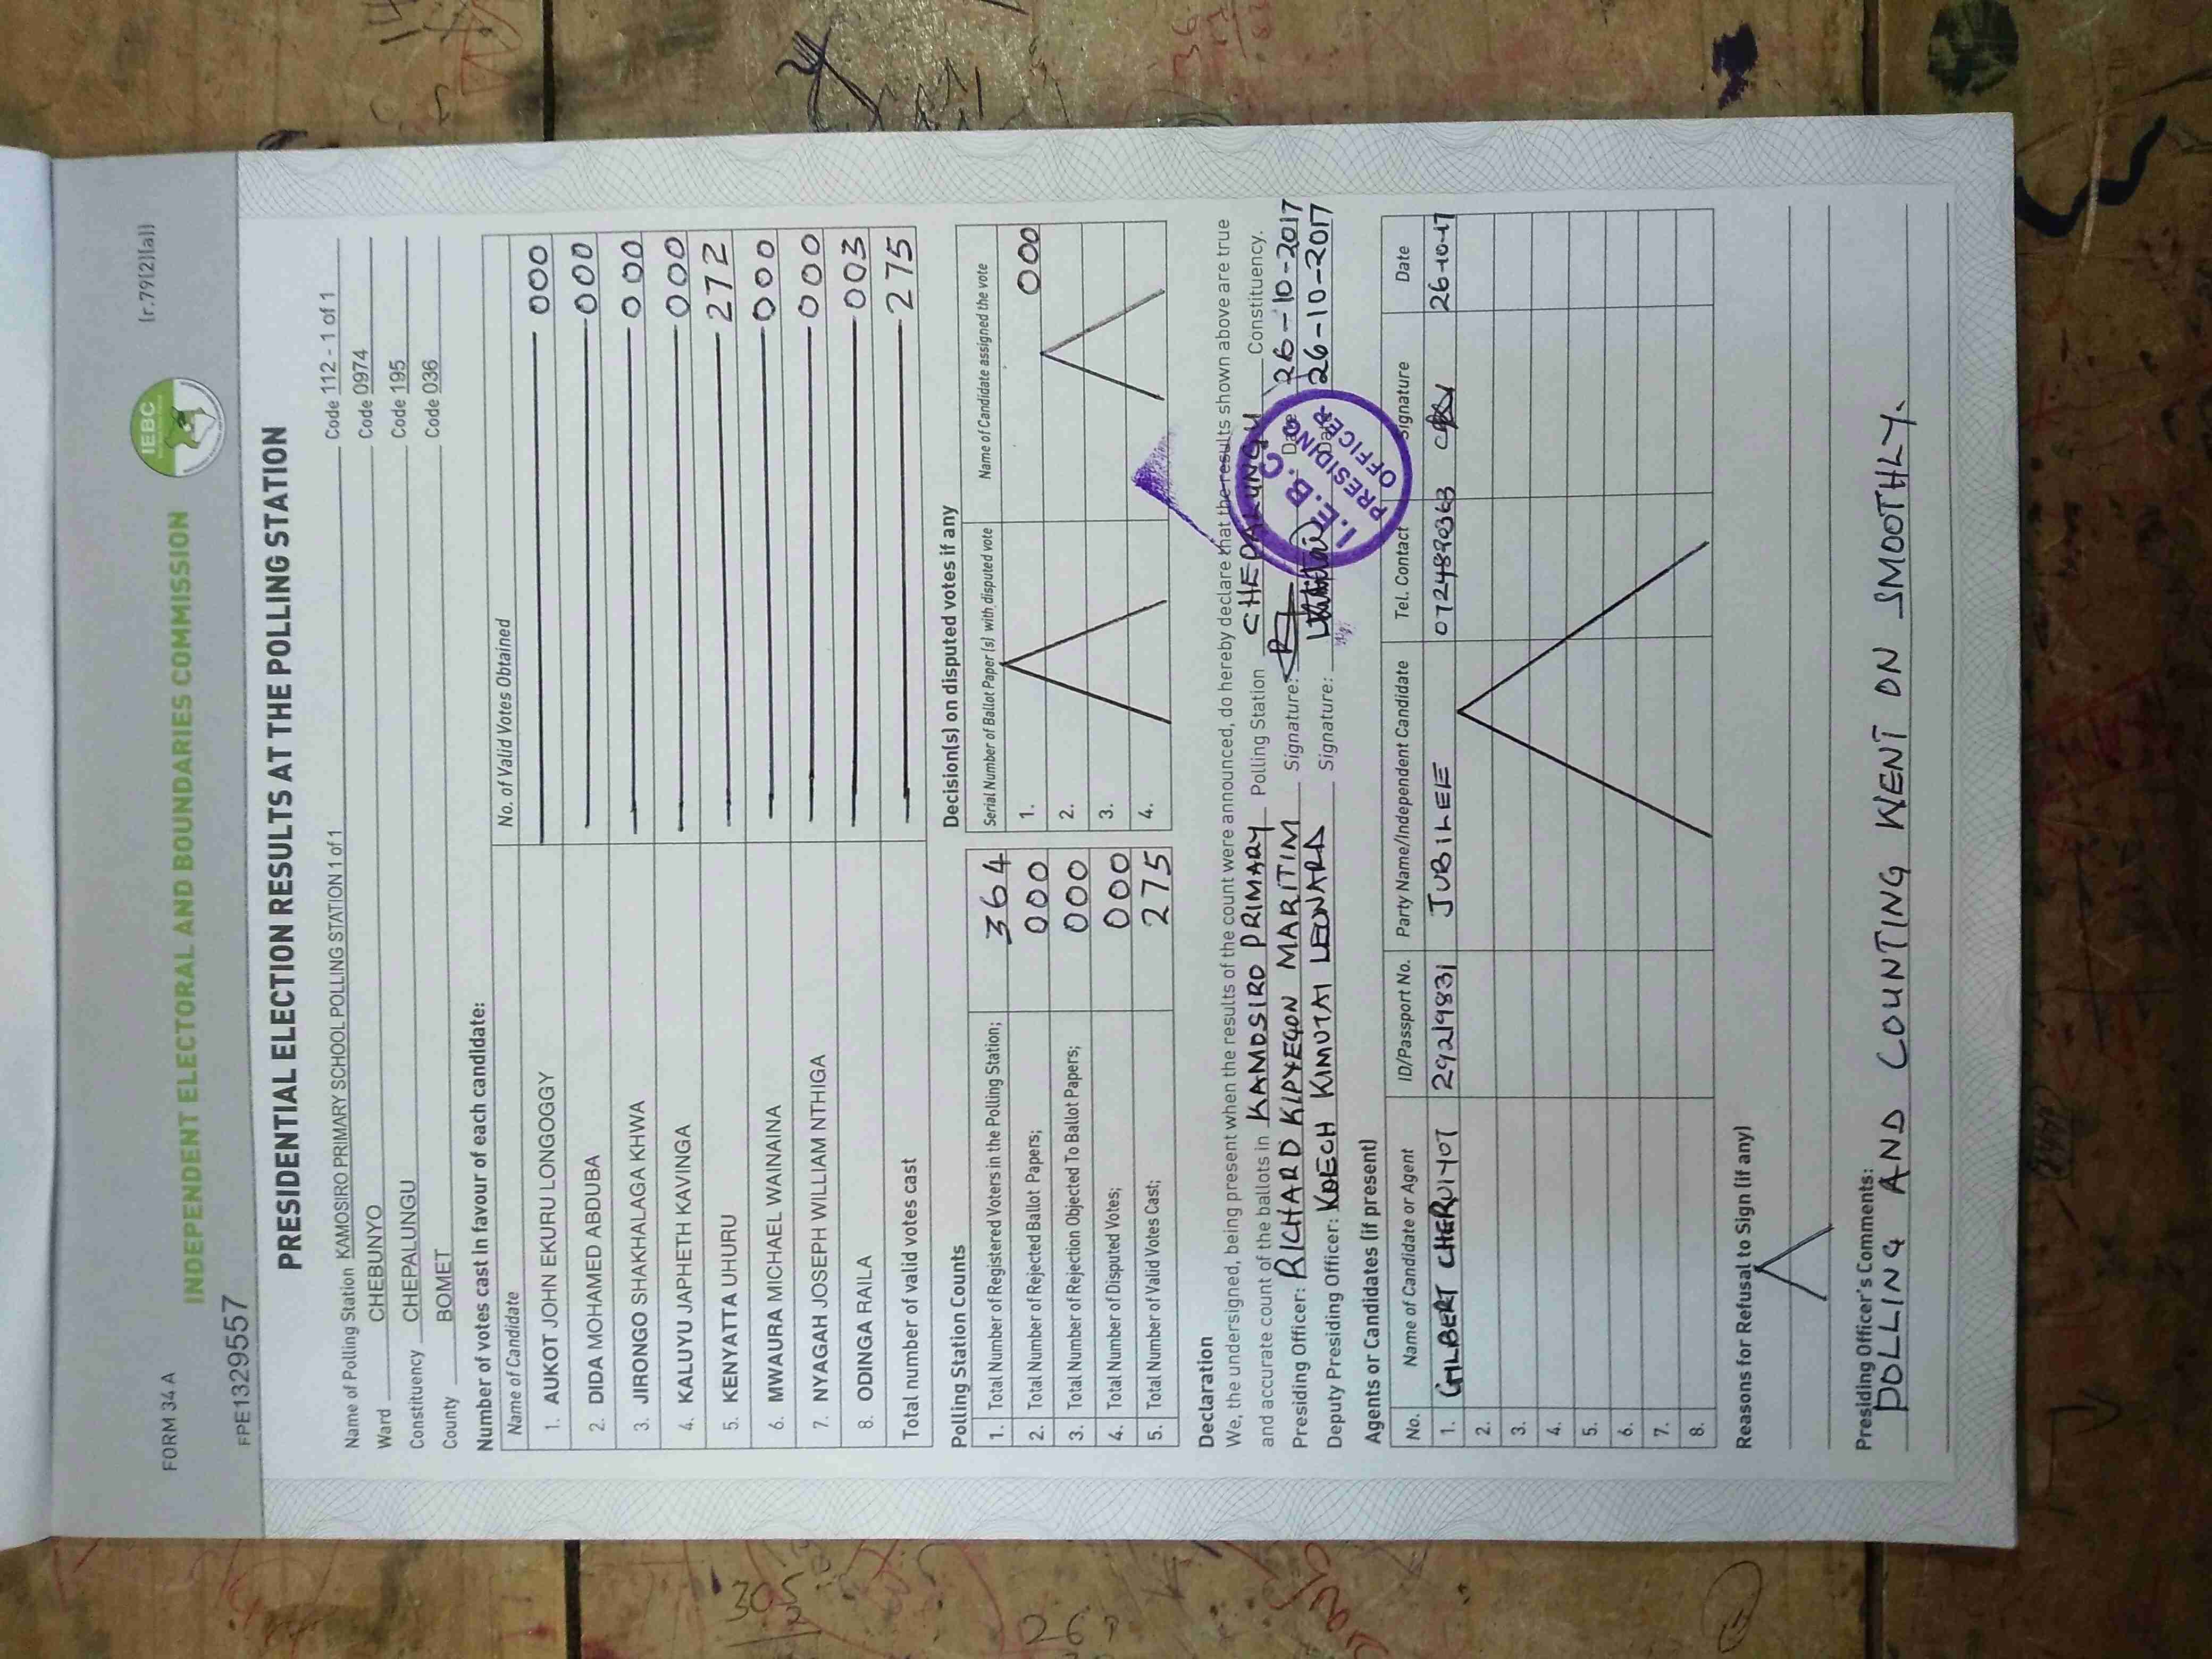 FORM 34 A
(r.79(2)(a))
INDEPENDENT ELECTORAL AND BOUNDARIES COMMISSION
IEBC
FPE1329557
PRESIDENTIAL ELECTION RESULTS AT THE POLLING STATION
Name of Polling Station KAMOSIRO PRIMARY SCHOOL POLLING STATION 1 of 1 Code 112 - 1 of 1
Ward CHEBUNYO Code 0974
Constituency CHEPALUNGU Code 195
County BOMET Code 036
Number of votes cast in favour of each candidate:
Name of Candidate No. of Valid Votes Obtained
1. AUKOT JOHN EKURU LONGOGGY 000
2. DIDA MOHAMED ABDUBA 000
3. JIRONGO SHAKHALAGA KHWA 000
4. KALUYU JAPHETH KAVINGA 000
5. KENYATTA UHURU 272
6. MWAURA MICHAEL WAINAINA 000
7. NYAGAH JOSEPH WILLIAM NTHIGA 000
8. ODINGA RAILA 003
Total number of valid votes cast 275
Polling Station Counts
1. Total Number of Registered Voters in the Polling Station; 364
2. Total Number of Rejected Ballot Papers; 000
3. Total Number of Rejection Objected To Ballot Papers; 000
4. Total Number of Disputed Votes; 000
5. Total Number of Valid Votes Cast; 275
Decision(s) on disputed votes if any
Serial Number of Ballot Paper (s) with disputed vote Name of Candidate assigned the vote
1. 000
2.
3.
4.
Declaration
We, the undersigned, being present when the results of the count were announced, do hereby declare that the results shown above are true
and accurate count of the ballots in KAMOSIRO PRIMARY Polling Station CHEPALUNGU Constituency.
Presiding Officer: RICHARD KIPYEGON MARITIM Signature: Date 26-10-2017
Deputy Presiding Officer: KOECH KIMUTAI LEONARD Signature: Date 26-10-2017
I.E.B.C
PRESIDING
OFFICER
Agents or Candidates (if present)
No. Name of Candidate or Agent ID/Passport No. Party Name/Independent Candidate Tel. Contact Signature Date
1. GILBERT CHERUIYOT 29219831 JUBILEE 0724890363 26-10-17
2.
3.
4.
5.
6.
7.
8.
Reasons for Refusal to Sign (if any)
Presiding Officer's Comments:
POLLING AND COUNTING WENT ON SMOOTHLY.